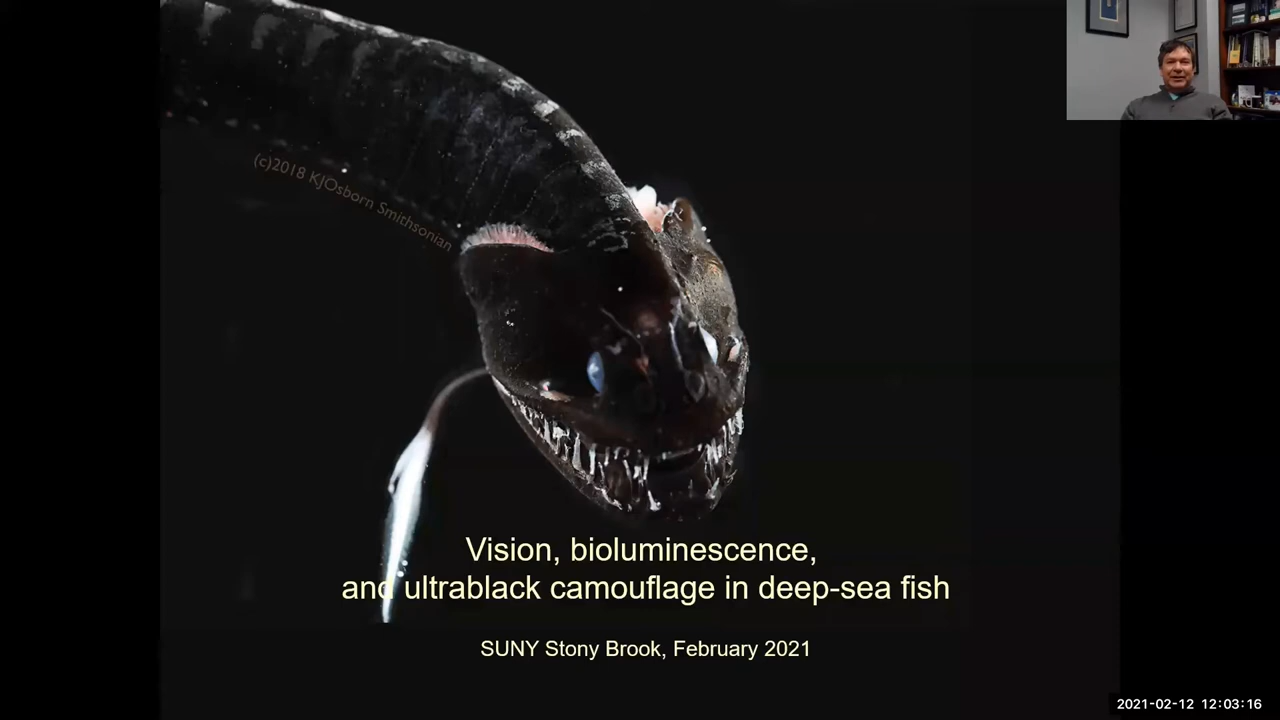 (c)2018 KJOsborn Smithsonian
Vision, bioluminescence,
and ultrablack camouflage in deep-sea fish
SUNY Stony Brook, February 2021
2021-02-12 12:03:16